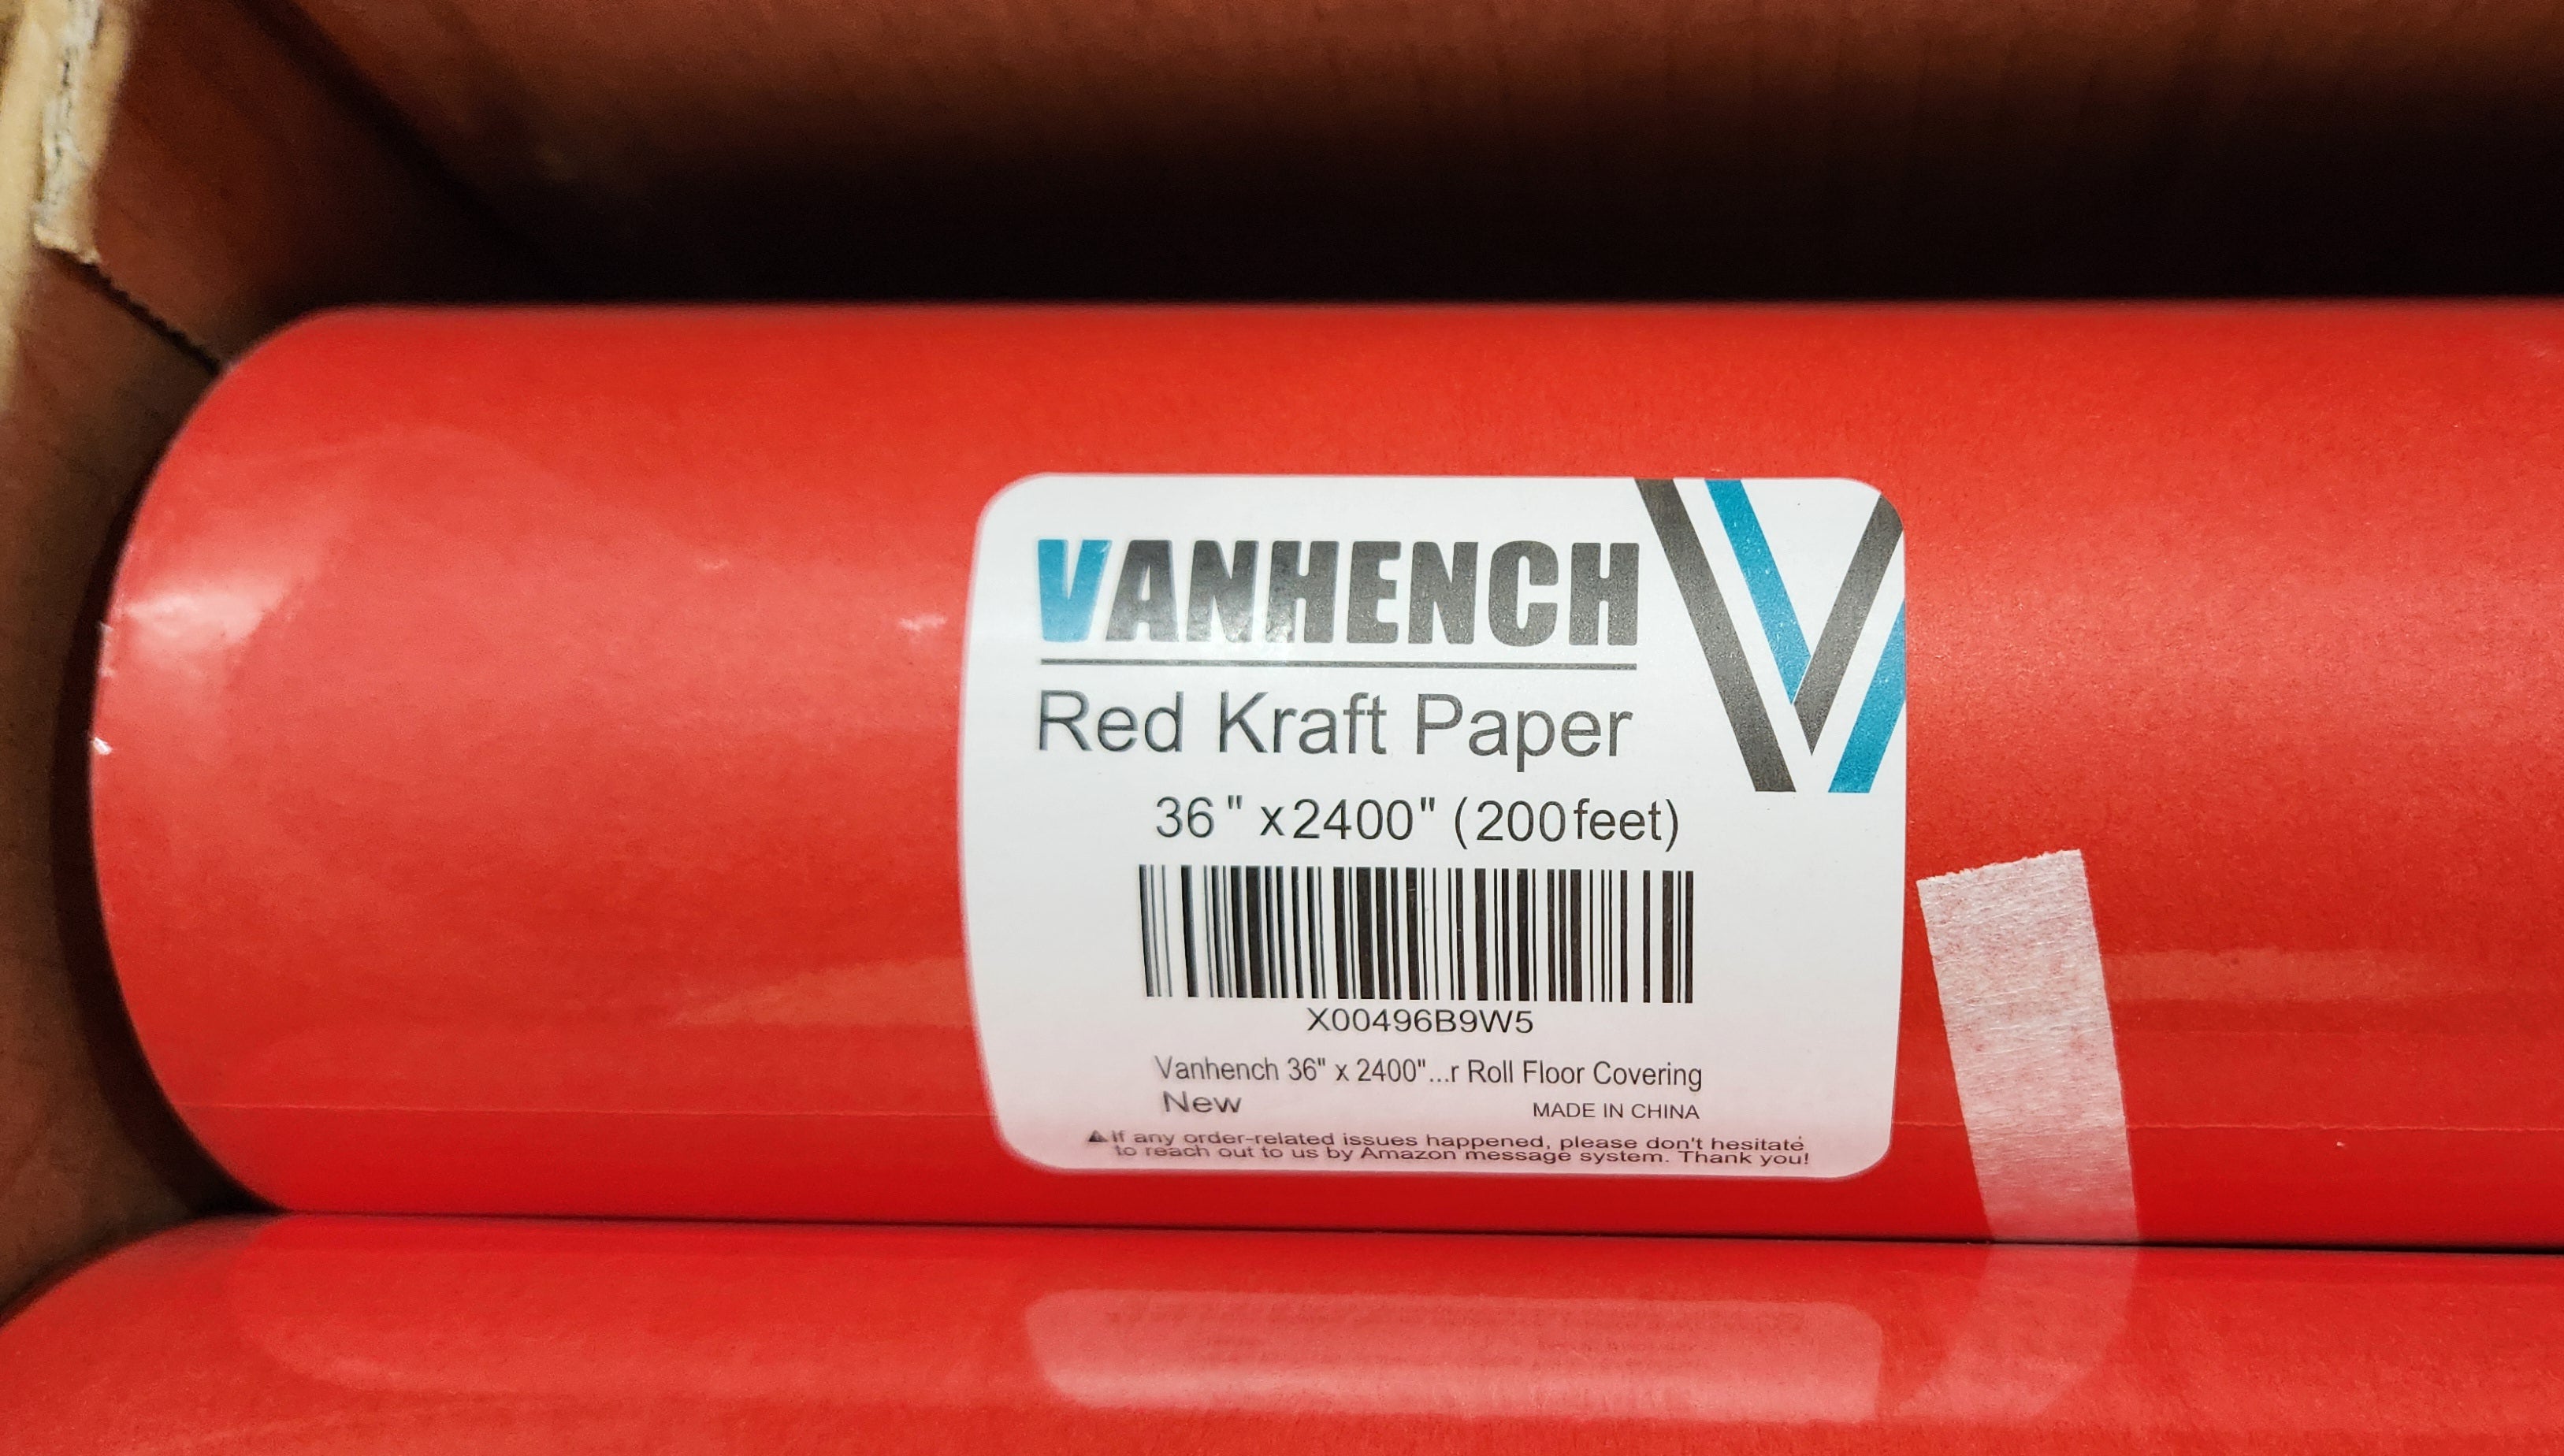 VANHENCH
Red Kraft Paper
36" x2400" (200feet)
X00496B9W5
Vanhench 36" x 2400"...r Roll Floor Covering
New
MADE IN CHINA
If any order-related issues happened, please don't hesitate
to reach out to us by Amazon message system. Thank you!